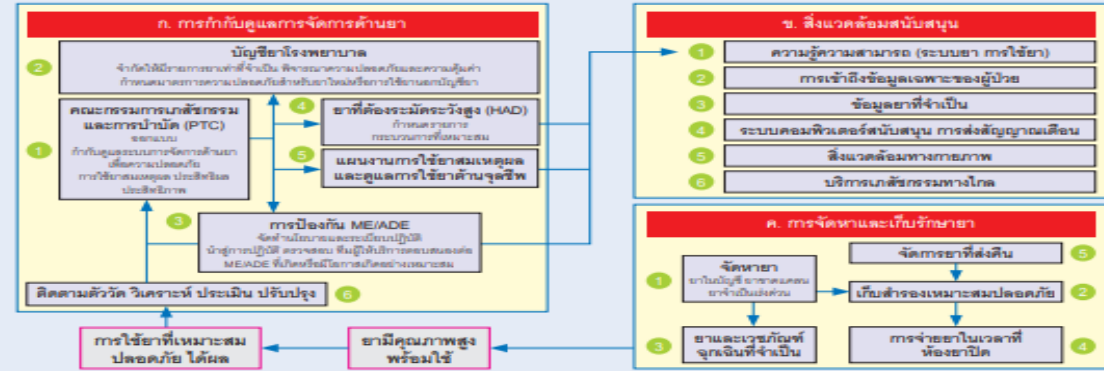 ก. การกำกับดูแลการจัดการด้านยา
2
บัญชียาโรงพยาบาล
จำกัดให้มีรายการยาเท่าที่จำเป็น พิจารณาความปลอดภัยและความคุ้มค่า
กำหนดมาตรการความปลอดภัยสำหรับยาใหม่หรือการใช้ยานอกบัญชียา
1
คณะกรรมการเภสัชกรรม
และการบำบัด (PTC)
ออกแบบ
กำกับดูแลระบบการจัดการด้านยา
เพื่อความปลอดภัย
การใช้ยาสมเหตุผล ประสิทธิผล
ประสิทธิภาพ
4
ยาที่ต้องระมัดระวังสูง (HAD)
กำหนดรายการ
กระบวนการที่เหมาะสม
5
แผนงานการใช้ยาสมเหตุผล
และดูแลการใช้ยาต้านจุลชีพ
3
การป้องกัน ME/ADE
จัดทำนโยบายและระเบียบปฏิบัติ
นำสู่การปฏิบัติ ตรวจสอบ ทีมผู้ให้บริการตอบสนองต่อ
ME/ADE ที่เกิดหรือมีโอกาสเกิดอย่างเหมาะสม
ติดตามตัววัด วิเคราะห์ ประเมิน ปรับปรุง
6
ข. สิ่งแวดล้อมสนับสนุน
1 ความรู้ความสามารถ (ระบบยา การใช้ยา)
2 การเข้าถึงข้อมูลเฉพาะของผู้ป่วย
3 ข้อมูลยาที่จำเป็น
4 ระบบคอมพิวเตอร์สนับสนุน การส่งสัญญาณเตือน
5 สิ่งแวดล้อมทางกายภาพ
6 บริการเภสัชกรรมทางไกล
ค. การจัดหาและเก็บรักษายา
1
จัดหายา
ยาในบัญชี ยาขาดแคลน
ยาจำเป็นเร่งด่วน
จัดการยาที่ส่งคืน
5
เก็บสำรองเหมาะสมปลอดภัย
2
3
ยาและเวชภัณฑ์
ฉุกเฉินที่จำเป็น
การจ่ายยาในเวลาที่
ห้องยาปิด
4
ยามีคุณภาพสูง
พร้อมใช้
การใช้ยาที่เหมาะสม
ปลอดภัย ได้ผล